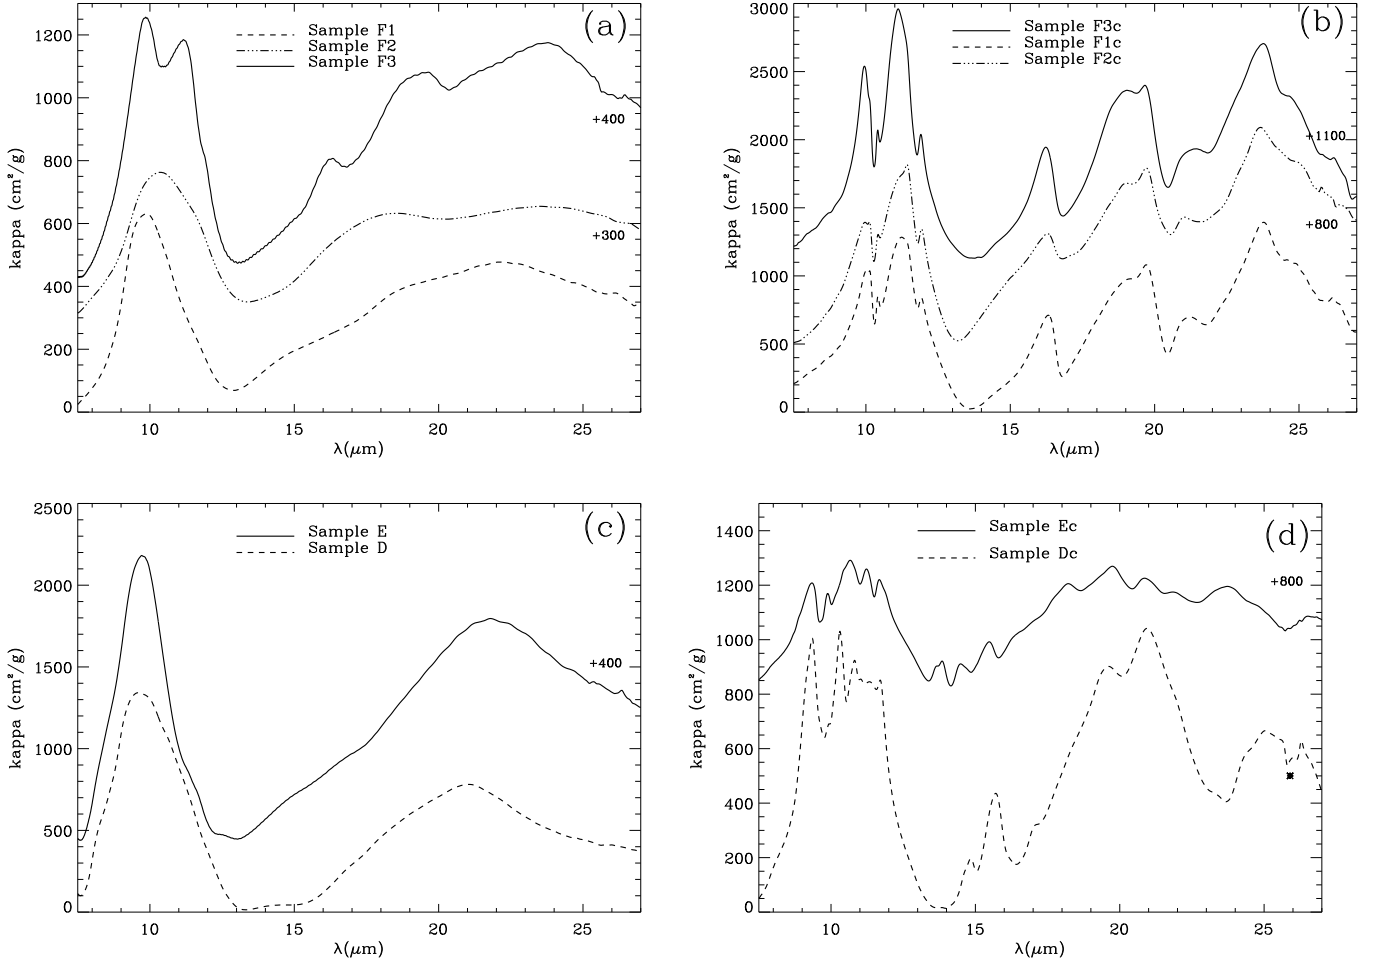 (a)
Sample F1
Sample F2
Sample F3
+400
+300
kappa (cm²/g)
0
200
400
600
800
1000
1200
10
15
20
25
λ(μm)
(b)
Sample F3c
Sample F1c
Sample F2c
+1100
+800
kappa (cm²/g)
0
500
1000
1500
2000
2500
3000
10
15
20
25
λ(μm)
(c)
Sample E
Sample D
+400
kappa (cm²/g)
0
500
1000
1500
2000
2500
10
15
20
25
λ(μm)
(d)
Sample Ec
Sample Dc
+800
kappa (cm²/g)
0
200
400
600
800
1000
1200
1400
10
15
20
25
λ(μm)